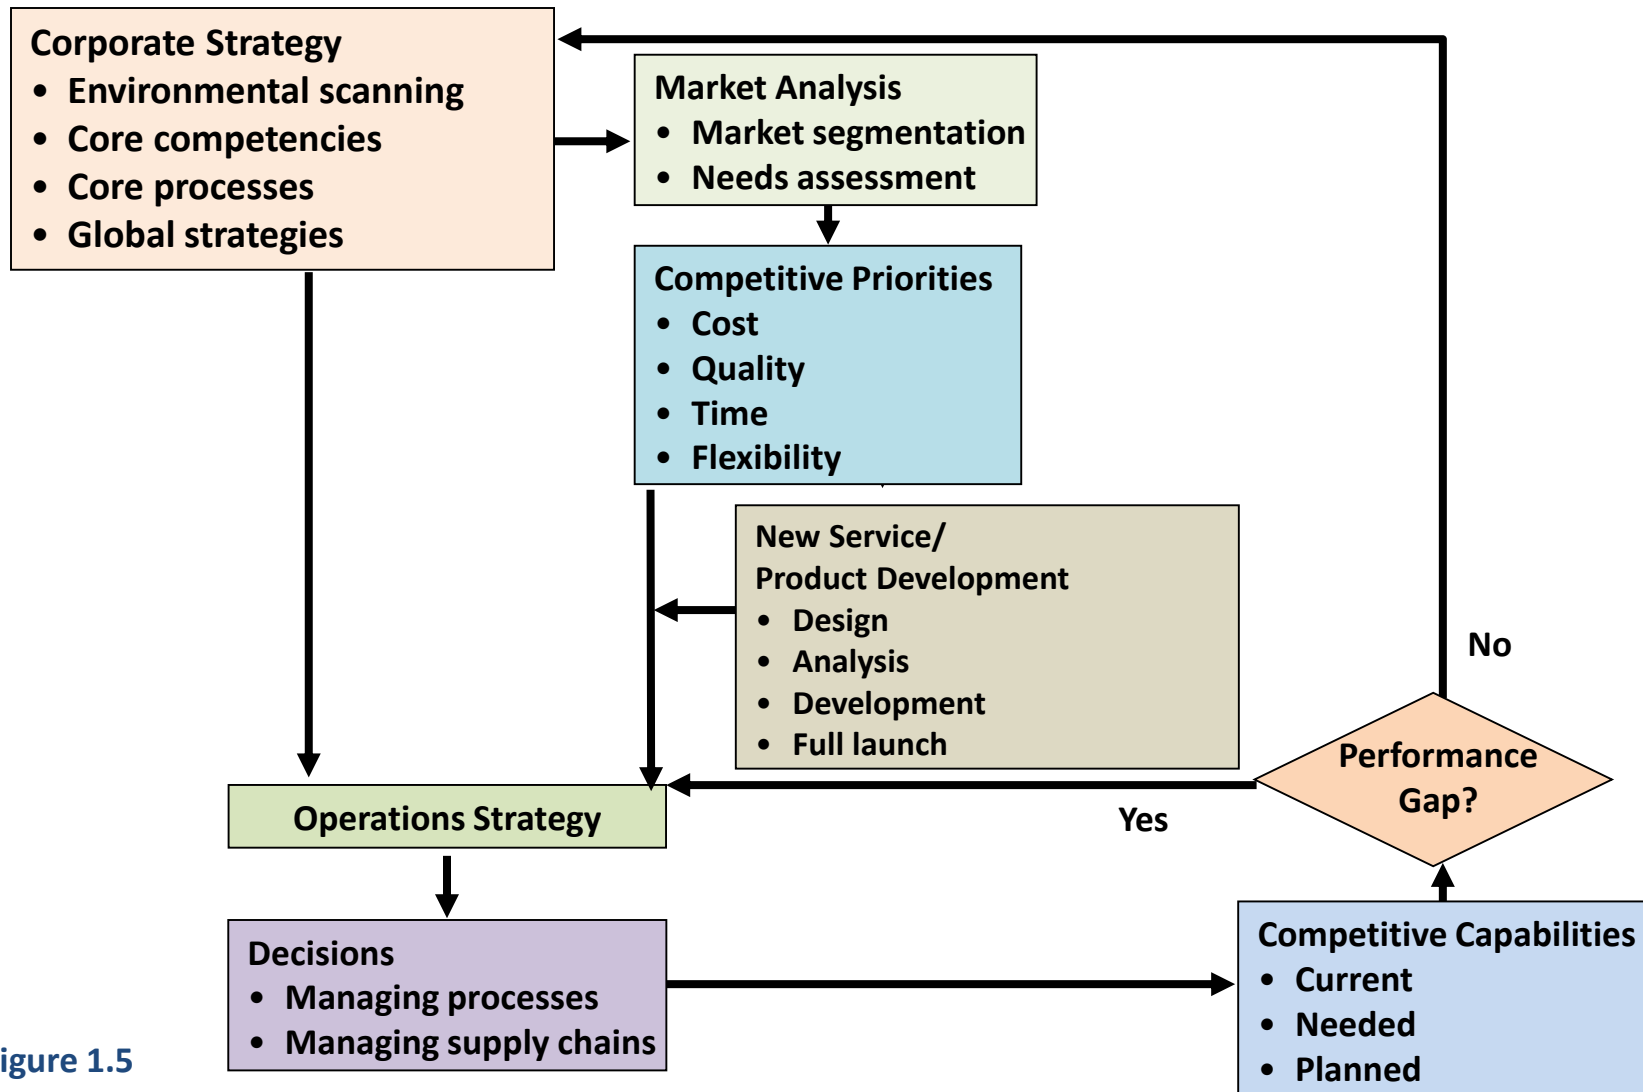 Corporate Strategy
• Environmental scanning
• Core competencies
• Core processes
• Global strategies
Market Analysis
• Market segmentation
• Needs assessment
Competitive Priorities
• Cost
• Quality
• Time
• Flexibility
New Service/
Product Development
• Design
• Analysis
• Development
• Full launch
No
Performance
Gap?
Yes
Operations Strategy
Decisions
• Managing processes
• Managing supply chains
Competitive Capabilities
• Current
• Needed
• Planned
igure 1.5